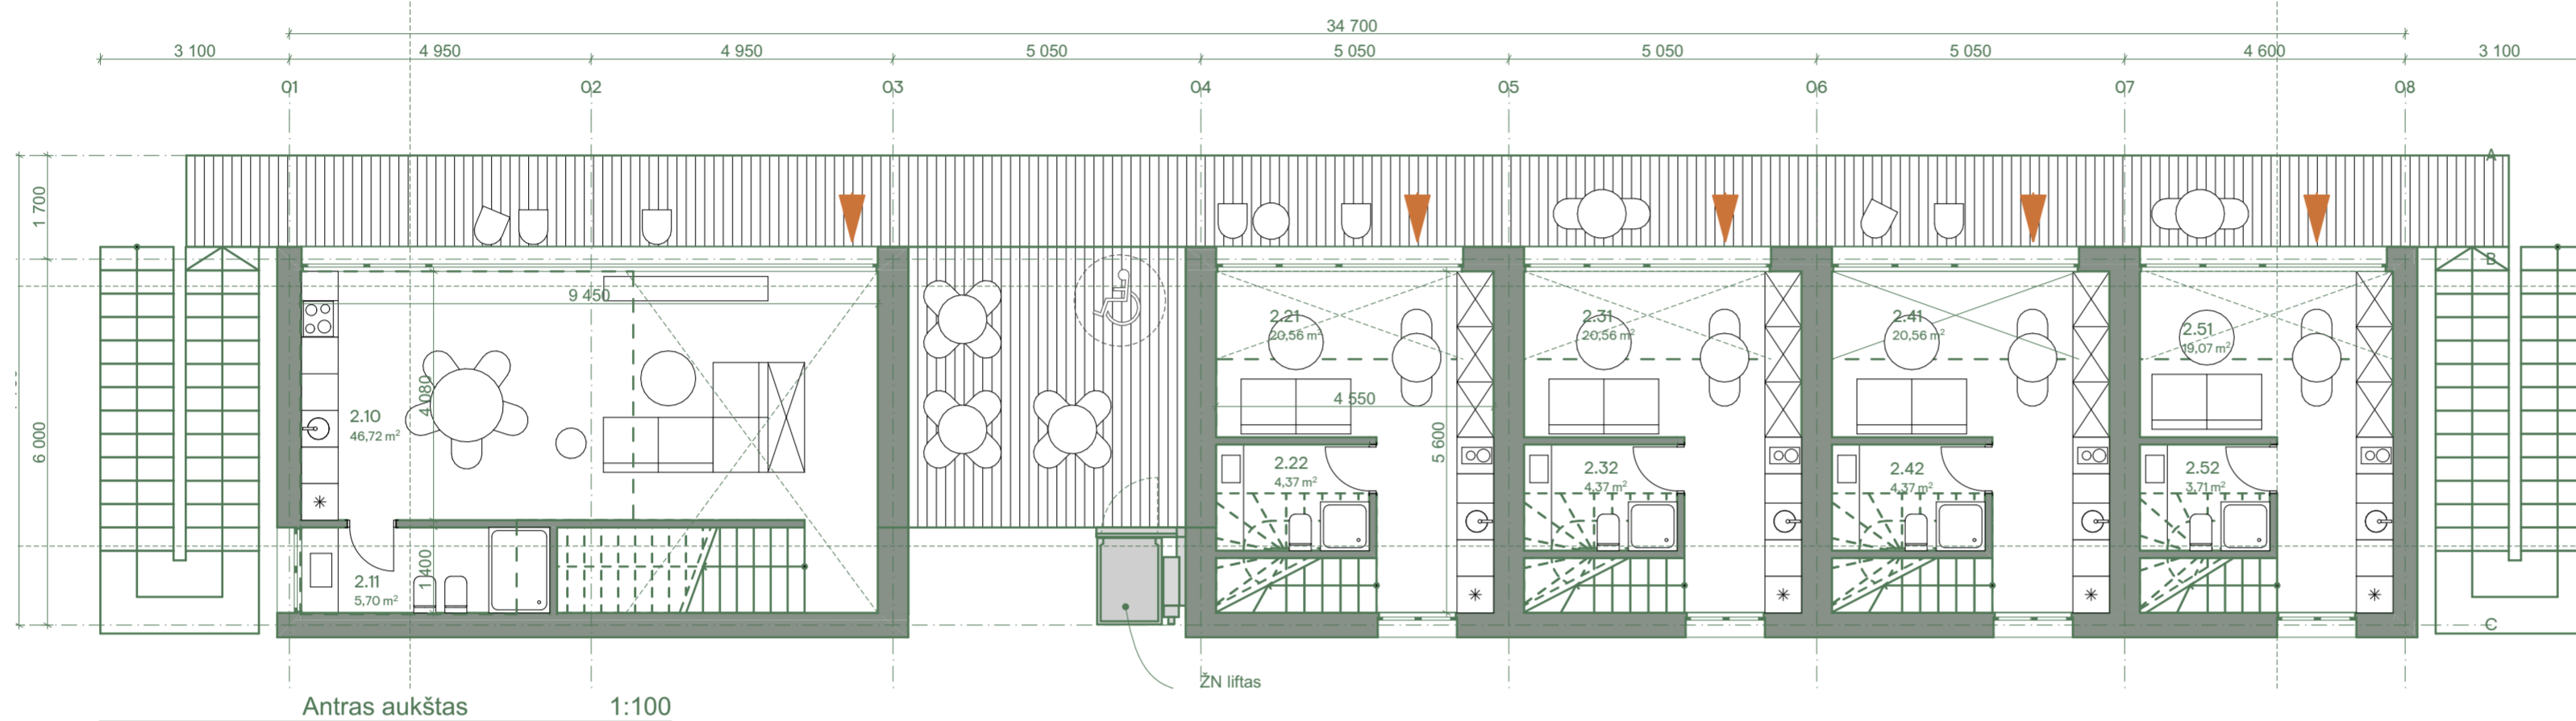 34 700
3 100 4 950 4 950 5 050 5 050 5 050 5 050 4 600 3 100
01 02 03 04 05 06 07 08
A
1 700
B
9 450
2.21 2.31 2.41 2.51
20,56 m² 20,56 m² 20,56 m² 19,07 m²
4 080
4 550
2.10
46,72 m²
6 000
5 600
2.22 2.32 2.42 2.52
4,37 m² 4,37 m² 4,37 m² 3,71 m²
1 400
2.11
5,70 m²
C
ŽN liftas
Antras aukštas 1:100